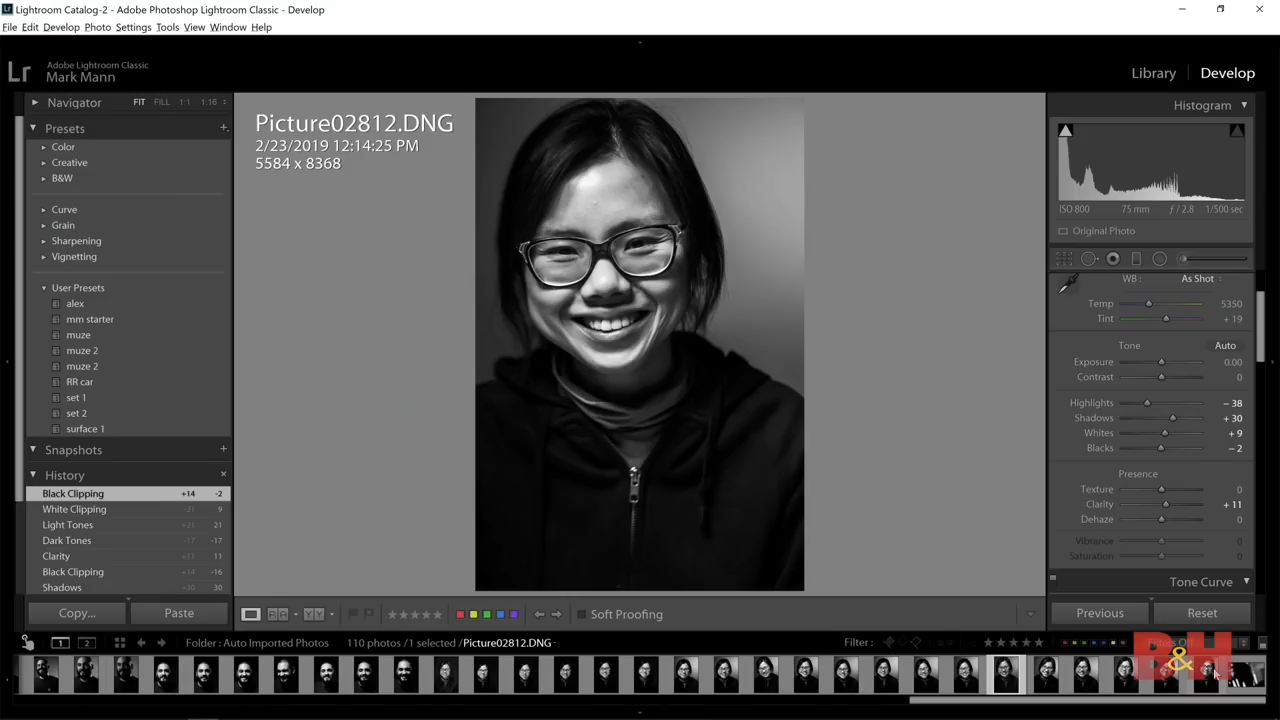 Lightroom Catalog-2 - Adobe Photoshop Lightroom Classic - Develop
File Edit Develop Photo Settings Tools View Window Help
Lr Adobe Lightroom Classic
Mark Mann
Library Develop
Navigator FIT FILL 1:1 1:16
Histogram
Presets +
Color
Creative
B&W
Curve
Grain
Sharpening
Vignetting
User Presets
alex
mm starter
muze
muze 2
muze 2
RR car
set 1
set 2
surface 1
Snapshots +
History ×
Black Clipping +14 -2
White Clipping -21 9
Light Tones +21 21
Dark Tones -17 -17
Clarity +11 11
Black Clipping +14 -16
Shadows +30 30
Copy... Paste
Picture02812.DNG
2/23/2019 12:14:25 PM
5584 x 8368
ISO 800 75 mm ƒ / 2.8 1/500 sec
Original Photo
WB: As Shot
Temp 5350
Tint + 19
Tone Auto
Exposure 0.00
Contrast 0
Highlights − 38
Shadows + 30
Whites + 9
Blacks − 2
Presence
Texture 0
Clarity + 11
Dehaze 0
Vibrance 0
Saturation 0
Tone Curve
Previous Reset
Soft Proofing
1 2 Folder : Auto Imported Photos 110 photos /1 selected /Picture02812.DNG
Filter : Filters Off
B&H